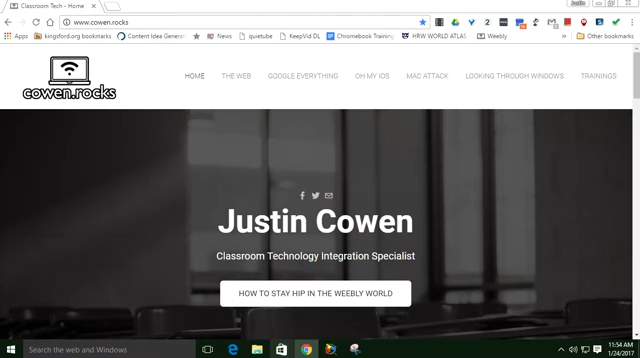 Classroom Tech - Home
Justin
www.cowen.rocks
Apps
kingsford.org bookmarks
Content Idea Generat
News
quietube
KeepVid DL
Chromebook Training
HRW WORLD ATLAS
Weebly
»
Other bookmarks
cowen.rocks
HOME
THE WEB
GOOGLE EVERYTHING
OH MY IOS
MAC ATTACK
LOOKING THROUGH WINDOWS
TRAININGS
Justin Cowen
Classroom Technology Integration Specialist
HOW TO STAY HIP IN THE WEEBLY WORLD
Search the web and Windows
11:54 AM